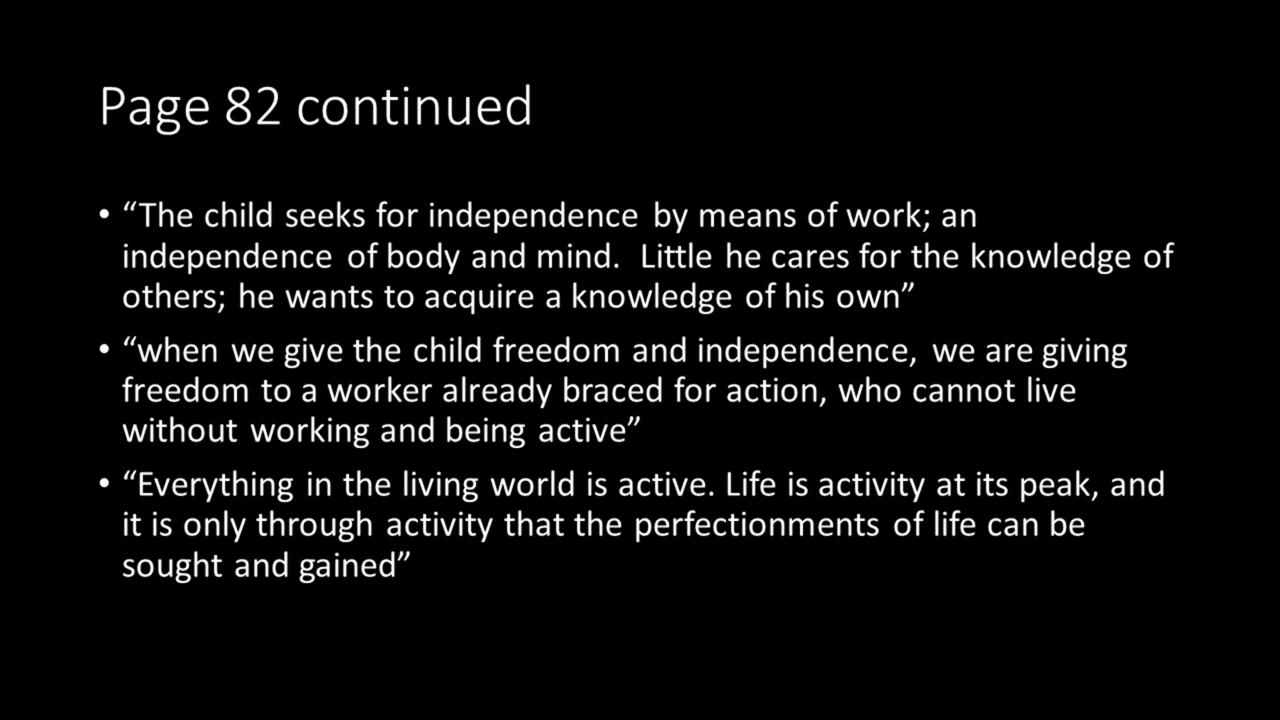 Page 82 continued
• “The child seeks for independence by means of work; an
independence of body and mind.  Little he cares for the knowledge of
others; he wants to acquire a knowledge of his own”
• “when we give the child freedom and independence, we are giving
freedom to a worker already braced for action, who cannot live
without working and being active”
• “Everything in the living world is active. Life is activity at its peak, and
it is only through activity that the perfectionments of life can be
sought and gained”